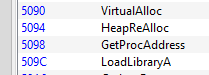 5090 VirtualAlloc
5094 HeapReAlloc
5098 GetProcAddress
509C LoadLibraryA